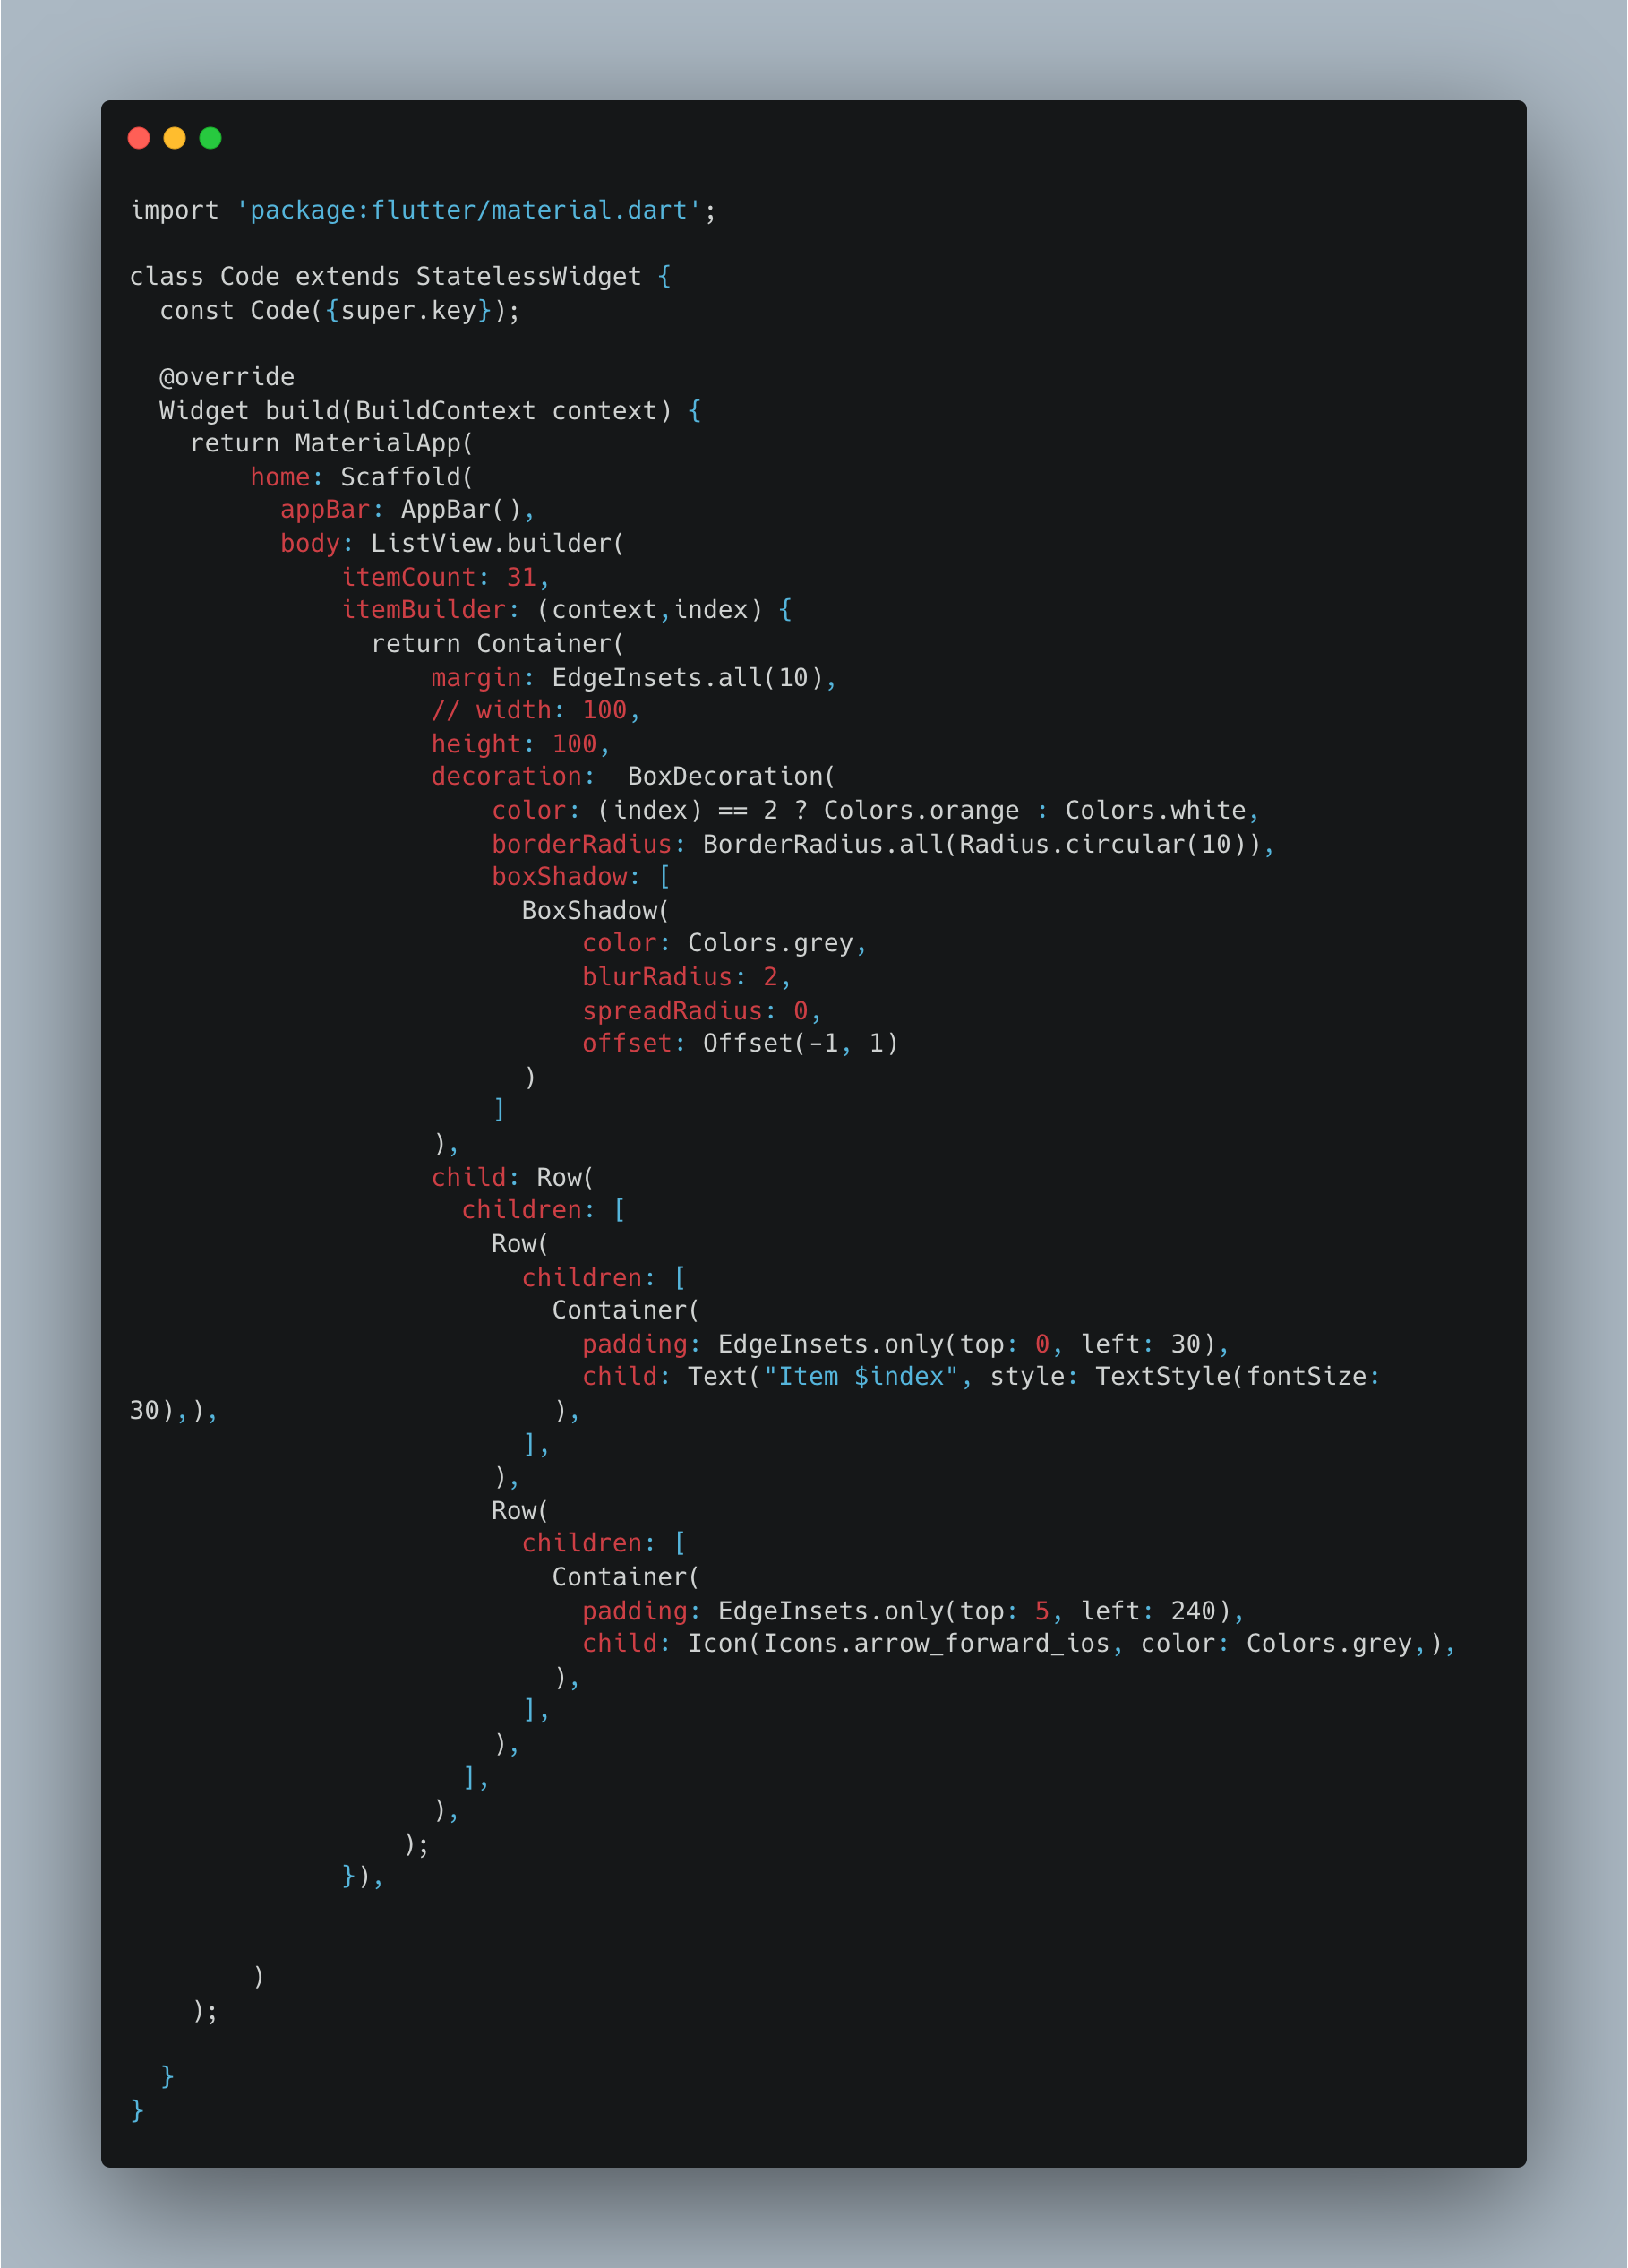 import 'package:flutter/material.dart';

class Code extends StatelessWidget {
  const Code({super.key});

  @override
  Widget build(BuildContext context) {
    return MaterialApp(
        home: Scaffold(
          appBar: AppBar(),
          body: ListView.builder(
              itemCount: 31,
              itemBuilder: (context,index) {
                return Container(
                    margin: EdgeInsets.all(10),
                    // width: 100,
                    height: 100,
                    decoration:  BoxDecoration(
                        color: (index) == 2 ? Colors.orange : Colors.white,
                        borderRadius: BorderRadius.all(Radius.circular(10)),
                        boxShadow: [
                          BoxShadow(
                              color: Colors.grey,
                              blurRadius: 2,
                              spreadRadius: 0,
                              offset: Offset(-1, 1)
                          )
                        ]
                    ),
                    child: Row(
                      children: [
                        Row(
                          children: [
                            Container(
                              padding: EdgeInsets.only(top: 0, left: 30),
                              child: Text("Item $index", style: TextStyle(fontSize:
30),),                      ),
                          ],
                        ),
                        Row(
                          children: [
                            Container(
                              padding: EdgeInsets.only(top: 5, left: 240),
                              child: Icon(Icons.arrow_forward_ios, color: Colors.grey,),
                            ),
                          ],
                        ),
                      ],
                    ),
                  );
              }),


        )
    );

  }
}